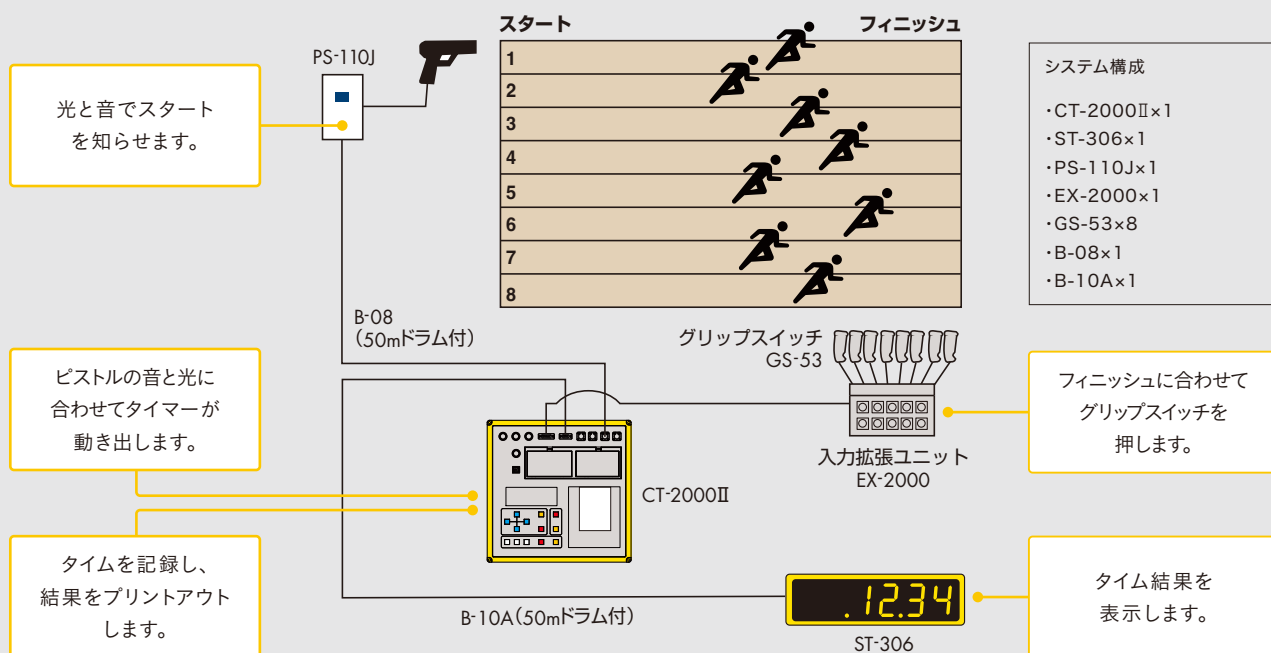 スタート
フィニッシュ
PS-110J
1
2
3
4
5
6
7
8
光と音でスタート
を知らせます。
システム構成
・CT-2000Ⅱ×1
・ST-306×1
・PS-110J×1
・EX-2000×1
・GS-53×8
・B-08×1
・B-10A×1
B-08
（50mドラム付）
グリップスイッチ
GS-53
ピストルの音と光に
合わせてタイマーが
動き出します。
フィニッシュに合わせて
グリップスイッチを
押します。
入力拡張ユニット
EX-2000
CT-2000Ⅱ
タイムを記録し、
結果をプリントアウト
します。
B-10A（50mドラム付）
.12.34
ST-306
タイム結果を
表示します。